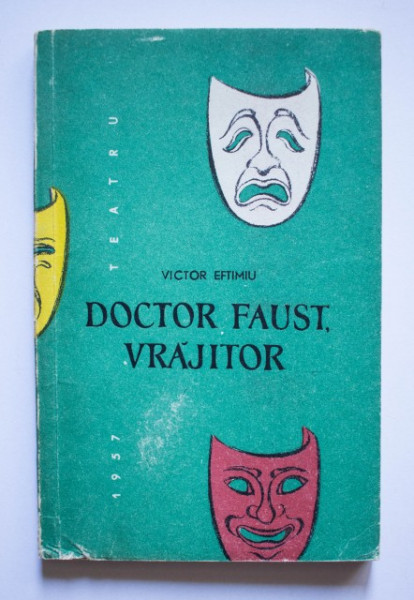 TEATRU
VICTOR EFTIMIU
DOCTOR FAUST,
VRĂJITOR
1957